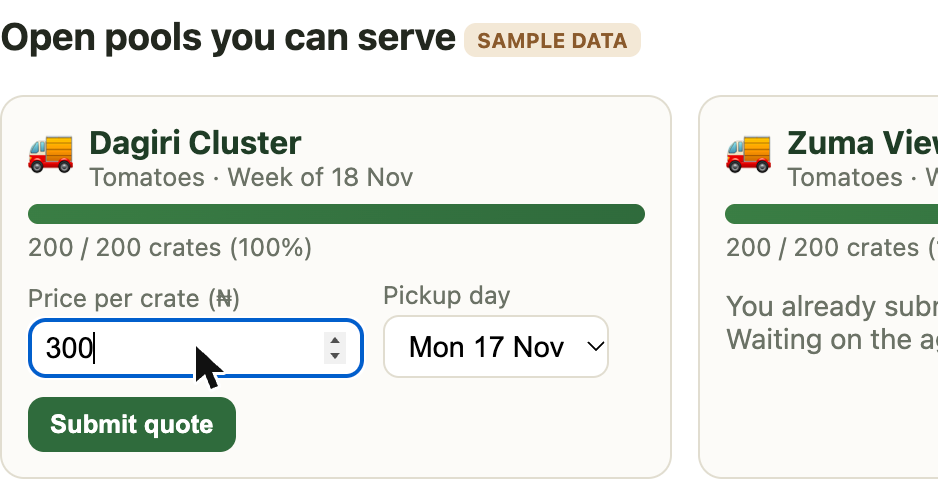 Open pools you can serve SAMPLE DATA
Dagiri Cluster
Tomatoes · Week of 18 Nov
200 / 200 crates (100%)
Price per crate (₦)
Pickup day
300
Mon 17 Nov
Submit quote
Zuma
Tomatoes ·
200 / 200 crates
You already
Waiting on the